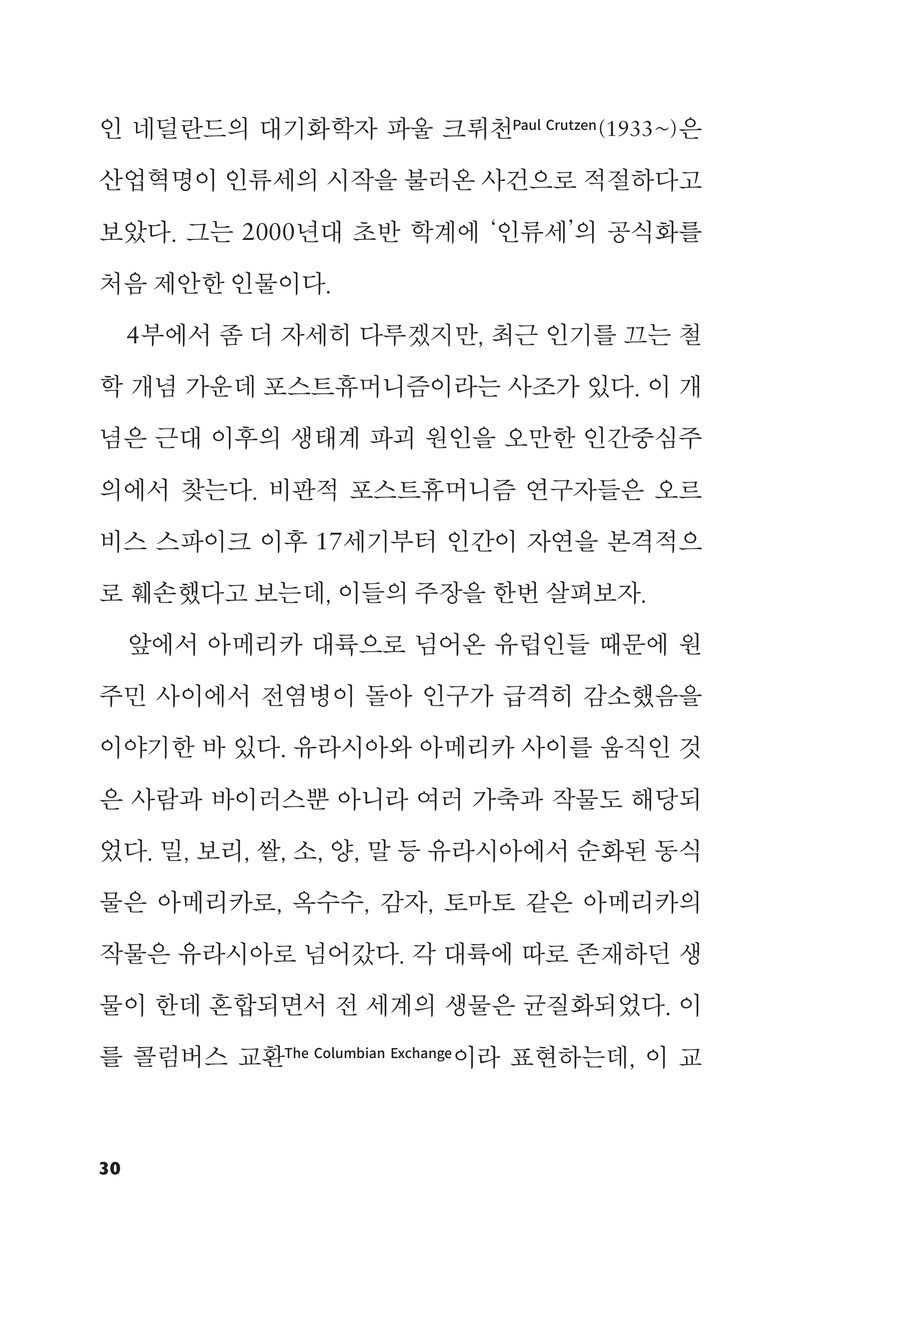 인 네덜란드의 대기화학자 파울 크뤼천Paul Crutzen(1933~)은
산업혁명이 인류세의 시작을 불러온 사건으로 적절하다고
보았다. 그는 2000년대 초반 학계에 ‘인류세’의 공식화를
처음 제안한 인물이다.
4부에서 좀 더 자세히 다루겠지만, 최근 인기를 끄는 철
학 개념 가운데 포스트휴머니즘이라는 사조가 있다. 이 개
념은 근대 이후의 생태계 파괴 원인을 오만한 인간중심주
의에서 찾는다. 비판적 포스트휴머니즘 연구자들은 오르
비스 스파이크 이후 17세기부터 인간이 자연을 본격적으
로 훼손했다고 보는데, 이들의 주장을 한번 살펴보자.
앞에서 아메리카 대륙으로 넘어온 유럽인들 때문에 원
주민 사이에서 전염병이 돌아 인구가 급격히 감소했음을
이야기한 바 있다. 유라시아와 아메리카 사이를 움직인 것
은 사람과 바이러스뿐 아니라 여러 가축과 작물도 해당되
었다. 밀, 보리, 쌀, 소, 양, 말 등 유라시아에서 순화된 동식
물은 아메리카로, 옥수수, 감자, 토마토 같은 아메리카의
작물은 유라시아로 넘어갔다. 각 대륙에 따로 존재하던 생
물이 한데 혼합되면서 전 세계의 생물은 균질화되었다. 이
를 콜럼버스 교환The Columbian Exchange이라 표현하는데, 이 교
30